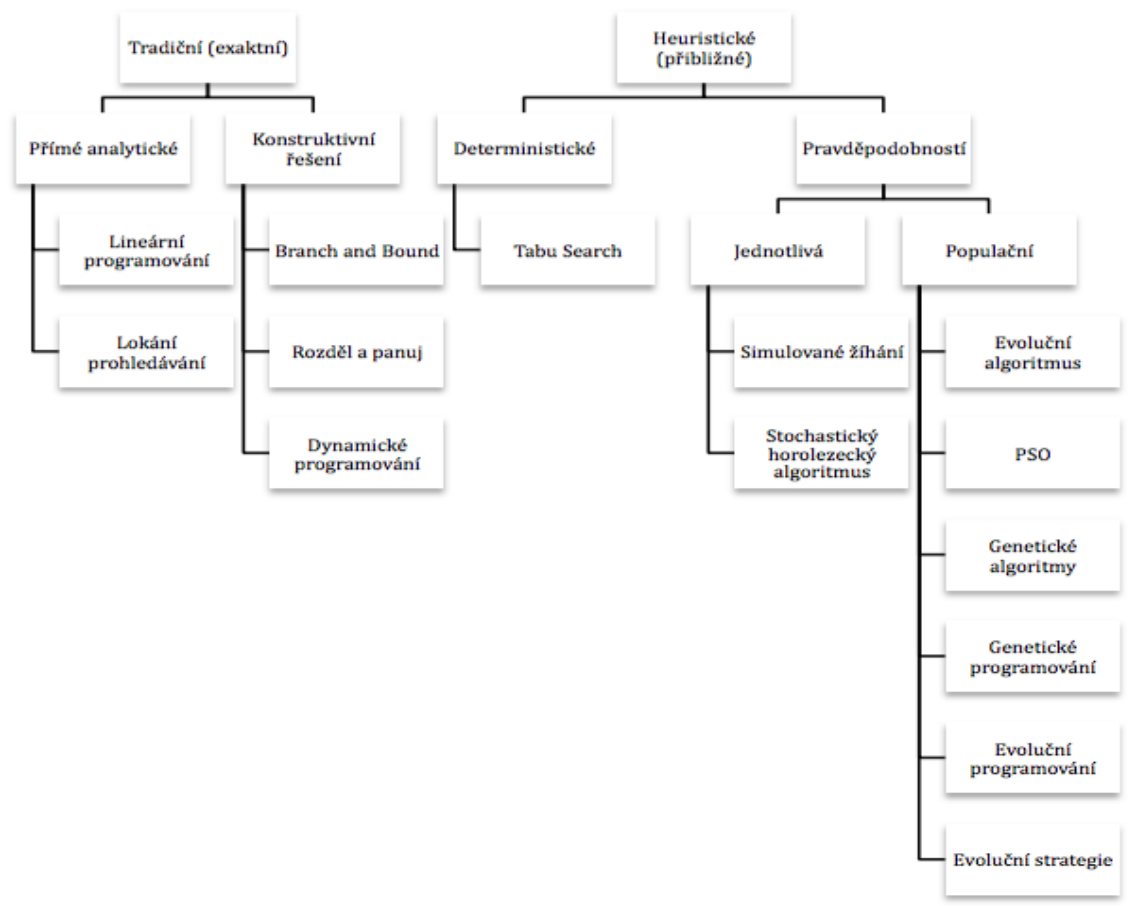 Tradiční (exaktní)
Přímé analytické
Lineární
programování
Lokání
prohledávání
Konstruktivní
řešení
Branch and Bound
Rozděl a panuj
Dynamické
programování
Heuristické
(přibližné)
Deterministické
Tabu Search
Pravděpodobností
Jednotlivá
Simulované žíhání
Stochastický
horolezecký
algoritmus
Populační
Evoluční
algoritmus
PSO
Genetické
algoritmy
Genetické
programování
Evoluční
programování
Evoluční strategie